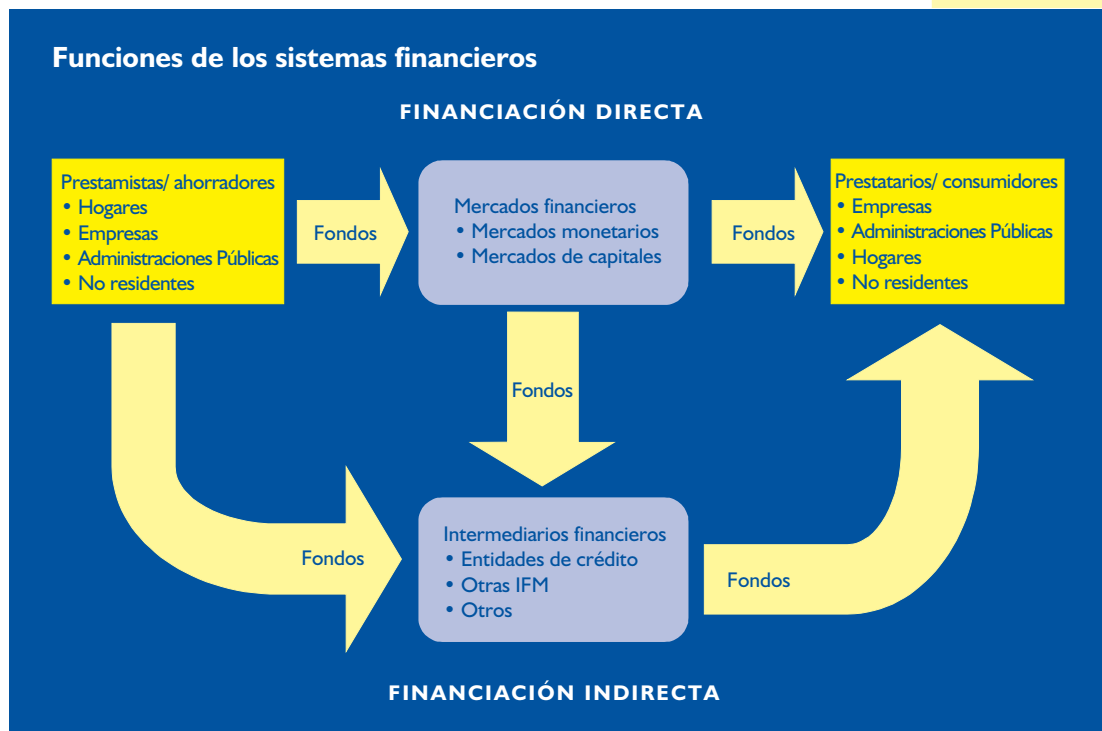 Funciones de los sistemas financieros
FINANCIACIÓN DIRECTA
Prestamistas/ ahorradores
• Hogares
• Empresas
• Administraciones Públicas
• No residentes
Fondos
Mercados financieros
• Mercados monetarios
• Mercados de capitales
Fondos
Prestatarios/ consumidores
• Empresas
• Administraciones Públicas
• Hogares
• No residentes
Fondos
Fondos
Intermediarios financieros
• Entidades de crédito
• Otras IFM
• Otros
Fondos
FINANCIACIÓN INDIRECTA